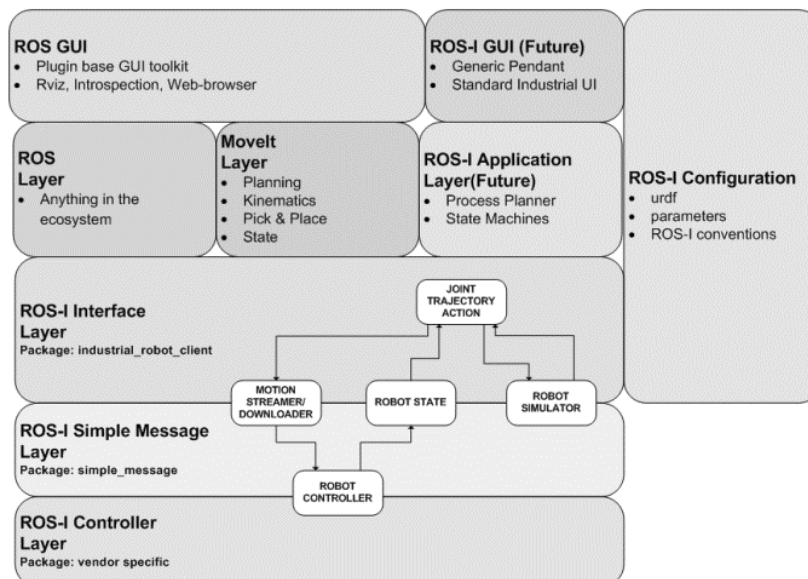 ROS GUI
• Plugin base GUI toolkit
• Rviz, Introspection, Web-browser
ROS-I GUI (Future)
• Generic Pendant
• Standard Industrial UI
ROS
Layer
• Anything in the
ecosystem
MoveIt
Layer
• Planning
• Kinematics
• Pick & Place
• State
ROS-I Application
Layer(Future)
• Process Planner
• State Machines
ROS-I Configuration
• urdf
• parameters
• ROS-I conventions
ROS-I Interface
Layer
Package: industrial_robot_client
JOINT
TRAJECTORY
ACTION
MOTION
STREAMER/
DOWNLOADER
ROBOT STATE
ROBOT
SIMULATOR
ROS-I Simple Message
Layer
Package: simple_message
ROBOT
CONTROLLER
ROS-I Controller
Layer
Package: vendor specific